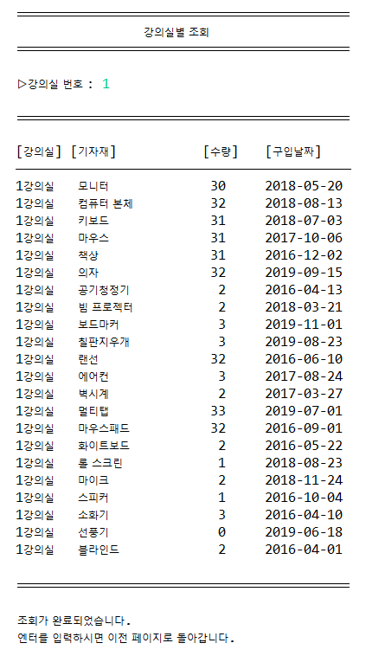 강의실별 조회
▷강의실 번호 : 1
[강의실] [기자재] [수량] [구입날짜]
1강의실 모니터 30 2018-05-20
1강의실 컴퓨터 본체 32 2018-08-13
1강의실 키보드 31 2018-07-03
1강의실 마우스 31 2017-10-06
1강의실 책상 31 2016-12-02
1강의실 의자 32 2019-09-15
1강의실 공기청정기 2 2016-04-13
1강의실 빔 프로젝터 2 2018-03-21
1강의실 보드마커 3 2019-11-01
1강의실 칠판지우개 3 2019-08-23
1강의실 랜선 32 2016-06-10
1강의실 에어컨 3 2017-08-24
1강의실 벽시계 2 2017-03-27
1강의실 멀티탭 33 2019-07-01
1강의실 마우스패드 32 2016-09-01
1강의실 화이트보드 2 2016-05-22
1강의실 롤 스크린 1 2018-08-23
1강의실 마이크 2 2018-11-24
1강의실 스피커 1 2016-10-04
1강의실 소화기 3 2016-04-10
1강의실 선풍기 0 2019-06-18
1강의실 블라인드 2 2016-04-01
조회가 완료되었습니다.
엔터를 입력하시면 이전 페이지로 돌아갑니다.